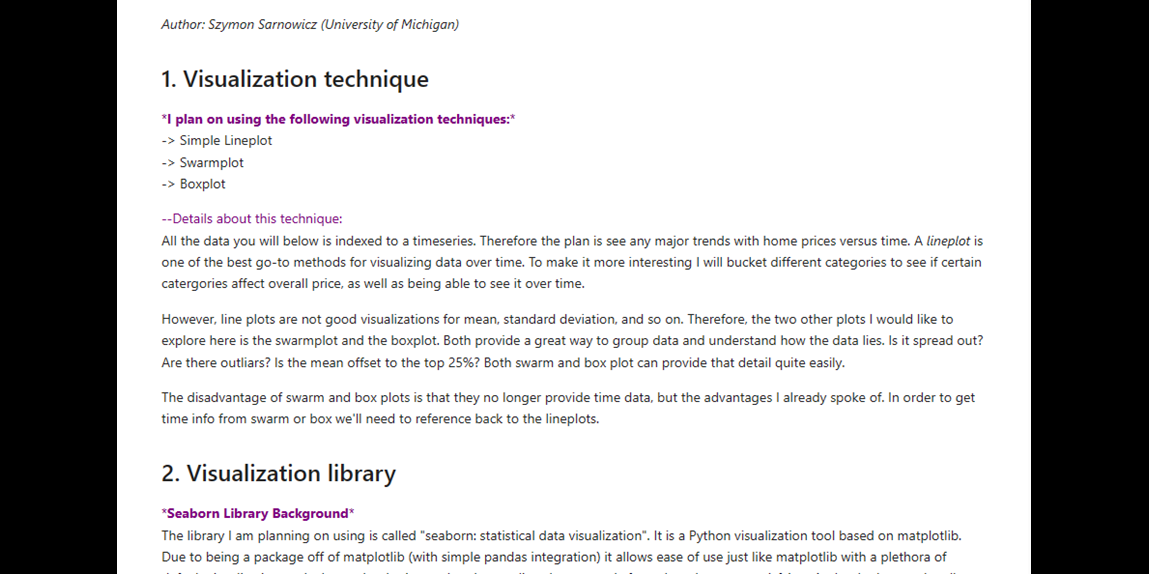 Author: Szymon Sarnowicz (University of Michigan)
1. Visualization technique
*I plan on using the following visualization techniques:*
-> Simple Lineplot
-> Swarmplot
-> Boxplot
--Details about this technique:
All the data you will below is indexed to a timeseries. Therefore the plan is see any major trends with home prices versus time. A lineplot is
one of the best go-to methods for visualizing data over time. To make it more interesting I will bucket different categories to see if certain
catergories affect overall price, as well as being able to see it over time.
However, line plots are not good visualizations for mean, standard deviation, and so on. Therefore, the two other plots I would like to
explore here is the swarmplot and the boxplot. Both provide a great way to group data and understand how the data lies. Is it spread out?
Are there outliars? Is the mean offset to the top 25%? Both swarm and box plot can provide that detail quite easily.
The disadvantage of swarm and box plots is that they no longer provide time data, but the advantages I already spoke of. In order to get
time info from swarm or box we'll need to reference back to the lineplots.
2. Visualization library
*Seaborn Library Background*
The library I am planning on using is called "seaborn: statistical data visualization". It is a Python visualization tool based on matplotlib.
Due to being a package off of matplotlib (with simple pandas integration) it allows ease of use just like matplotlib with a plethora of